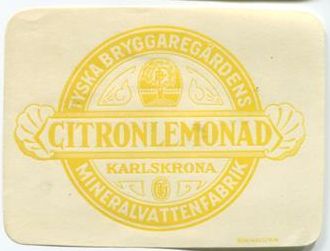 TYSKA BRYGGAREGÅRDENS
CITRONLEMONAD
KARLSKRONA
MINERALVATTENFABRIK